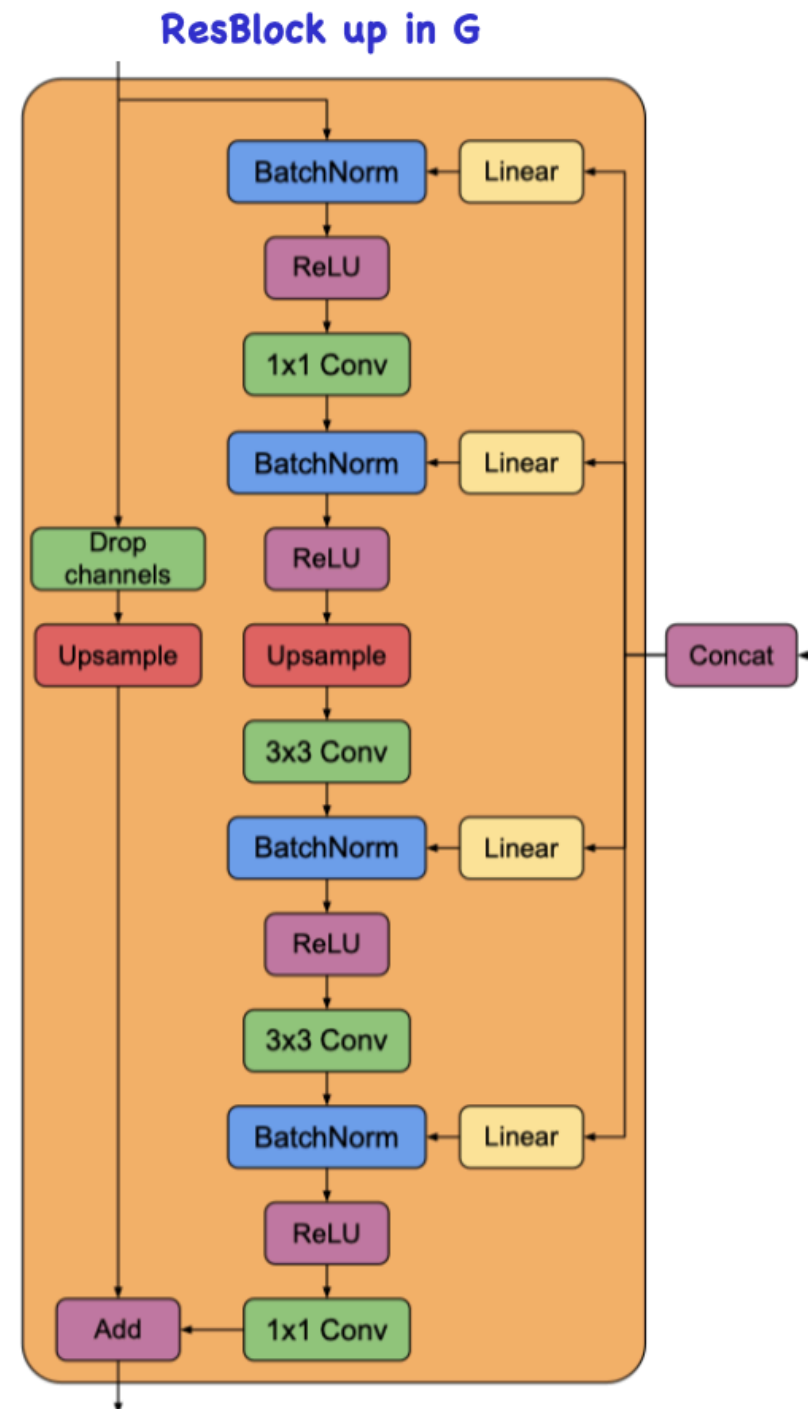 ResBlock up in G
BatchNorm
Linear
ReLU
1x1 Conv
BatchNorm
Linear
Drop
channels
ReLU
Upsample
Upsample
Concat
3x3 Conv
BatchNorm
Linear
ReLU
3x3 Conv
BatchNorm
Linear
ReLU
Add
1x1 Conv